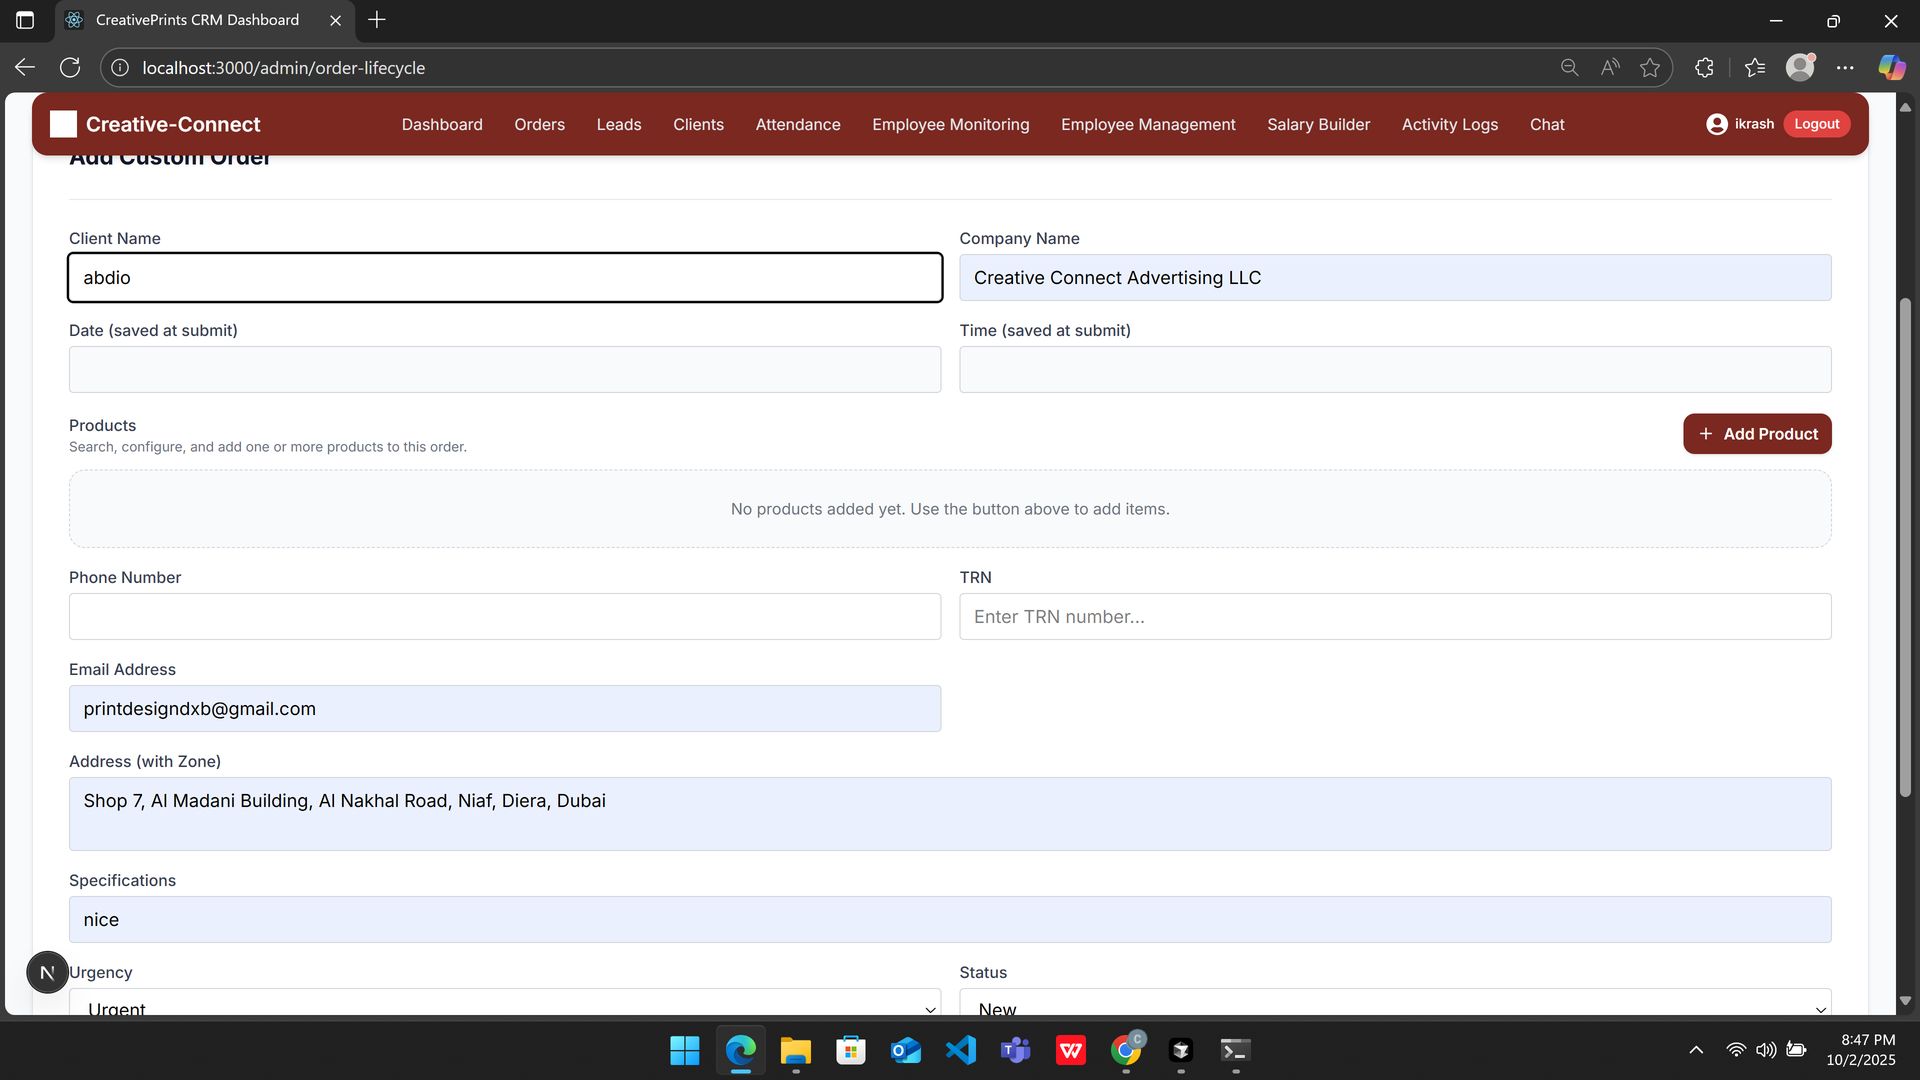 CreativePrints CRM Dashboard
localhost:3000/admin/order-lifecycle
Creative-Connect Dashboard Orders Leads Clients Attendance Employee Monitoring Employee Management Salary Builder Activity Logs Chat ikrash Logout
Add Custom Order
Client Name Company Name
abdio Creative Connect Advertising LLC
Date (saved at submit) Time (saved at submit)
Products
Search, configure, and add one or more products to this order.
+ Add Product
No products added yet. Use the button above to add items.
Phone Number TRN
Enter TRN number...
Email Address
printdesigndxb@gmail.com
Address (with Zone)
Shop 7, Al Madani Building, Al Nakhal Road, Niaf, Diera, Dubai
Specifications
nice
N
Urgency Status
Urgent New
C
8:47 PM
10/2/2025